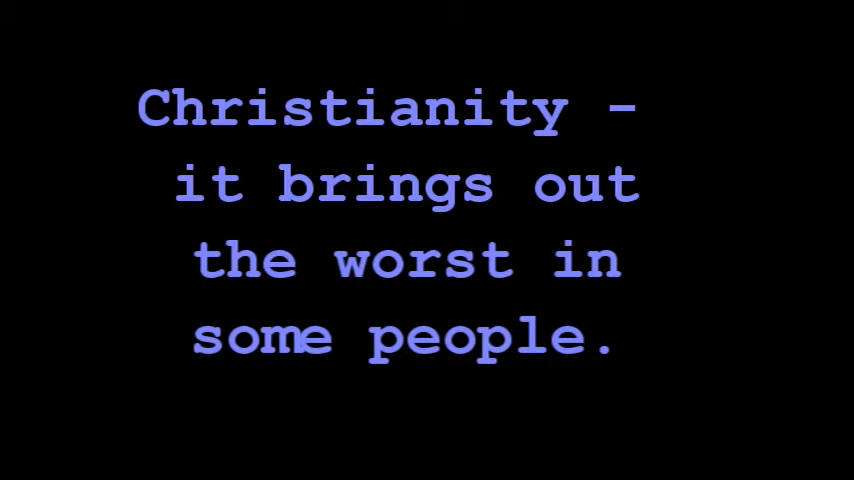 Christianity -
it brings out
the worst in
some people.